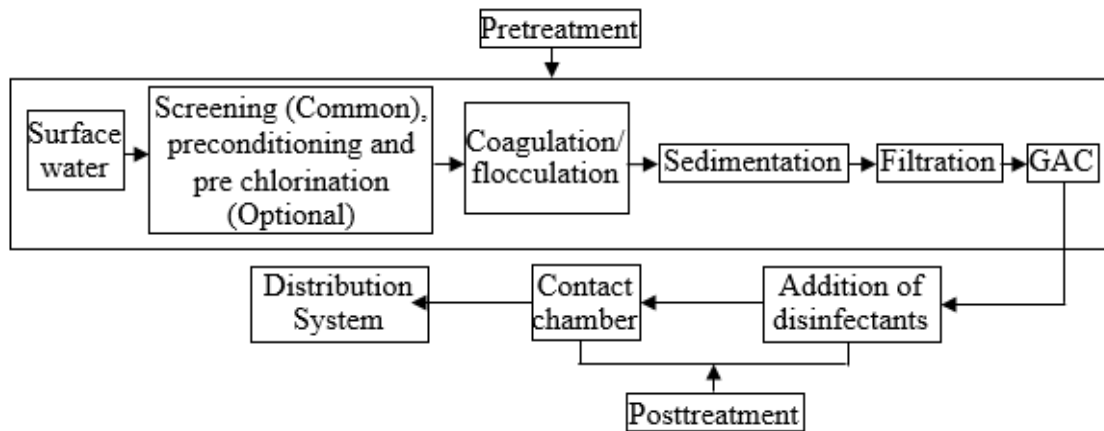 Pretreatment
Surface
water
Screening (Common),
preconditioning and
pre chlorination
(Optional)
Coagulation/
flocculation
Sedimentation
Filtration
GAC
Distribution
System
Contact
chamber
Addition of
disinfectants
Posttreatment